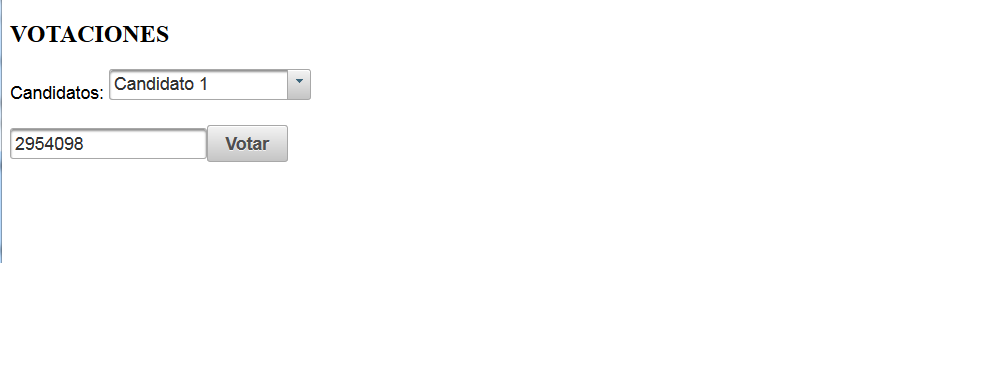 VOTACIONES
Candidatos: Candidato 1
2954098 Votar